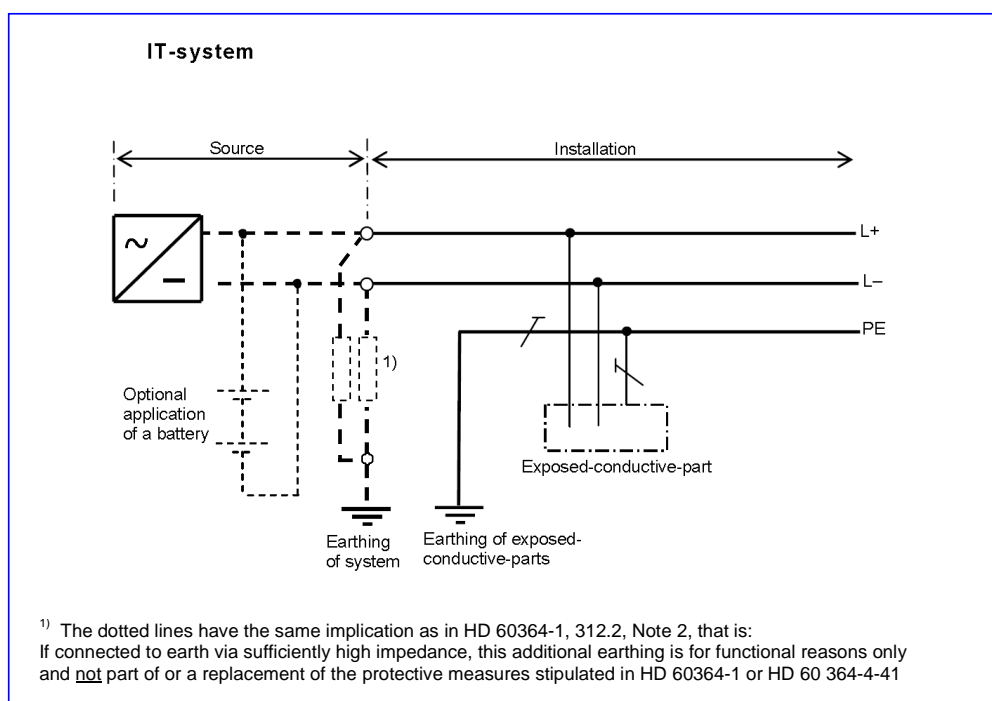 IT-system
Source
Installation
L+
L–
PE
1)
Optional
application
of a battery
Exposed-conductive-part
Earthing
of system
Earthing of exposed-
conductive-parts
1) The dotted lines have the same implication as in HD 60364-1, 312.2, Note 2, that is:
If connected to earth via sufficiently high impedance, this additional earthing is for functional reasons only
and not part of or a replacement of the protective measures stipulated in HD 60364-1 or HD 60 364-4-41